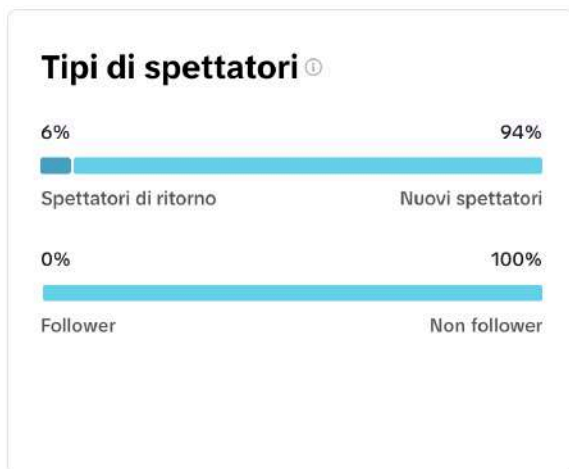 Tipi di spettatori
6% 94%
Spettatori di ritorno Nuovi spettatori
0% 100%
Follower Non follower